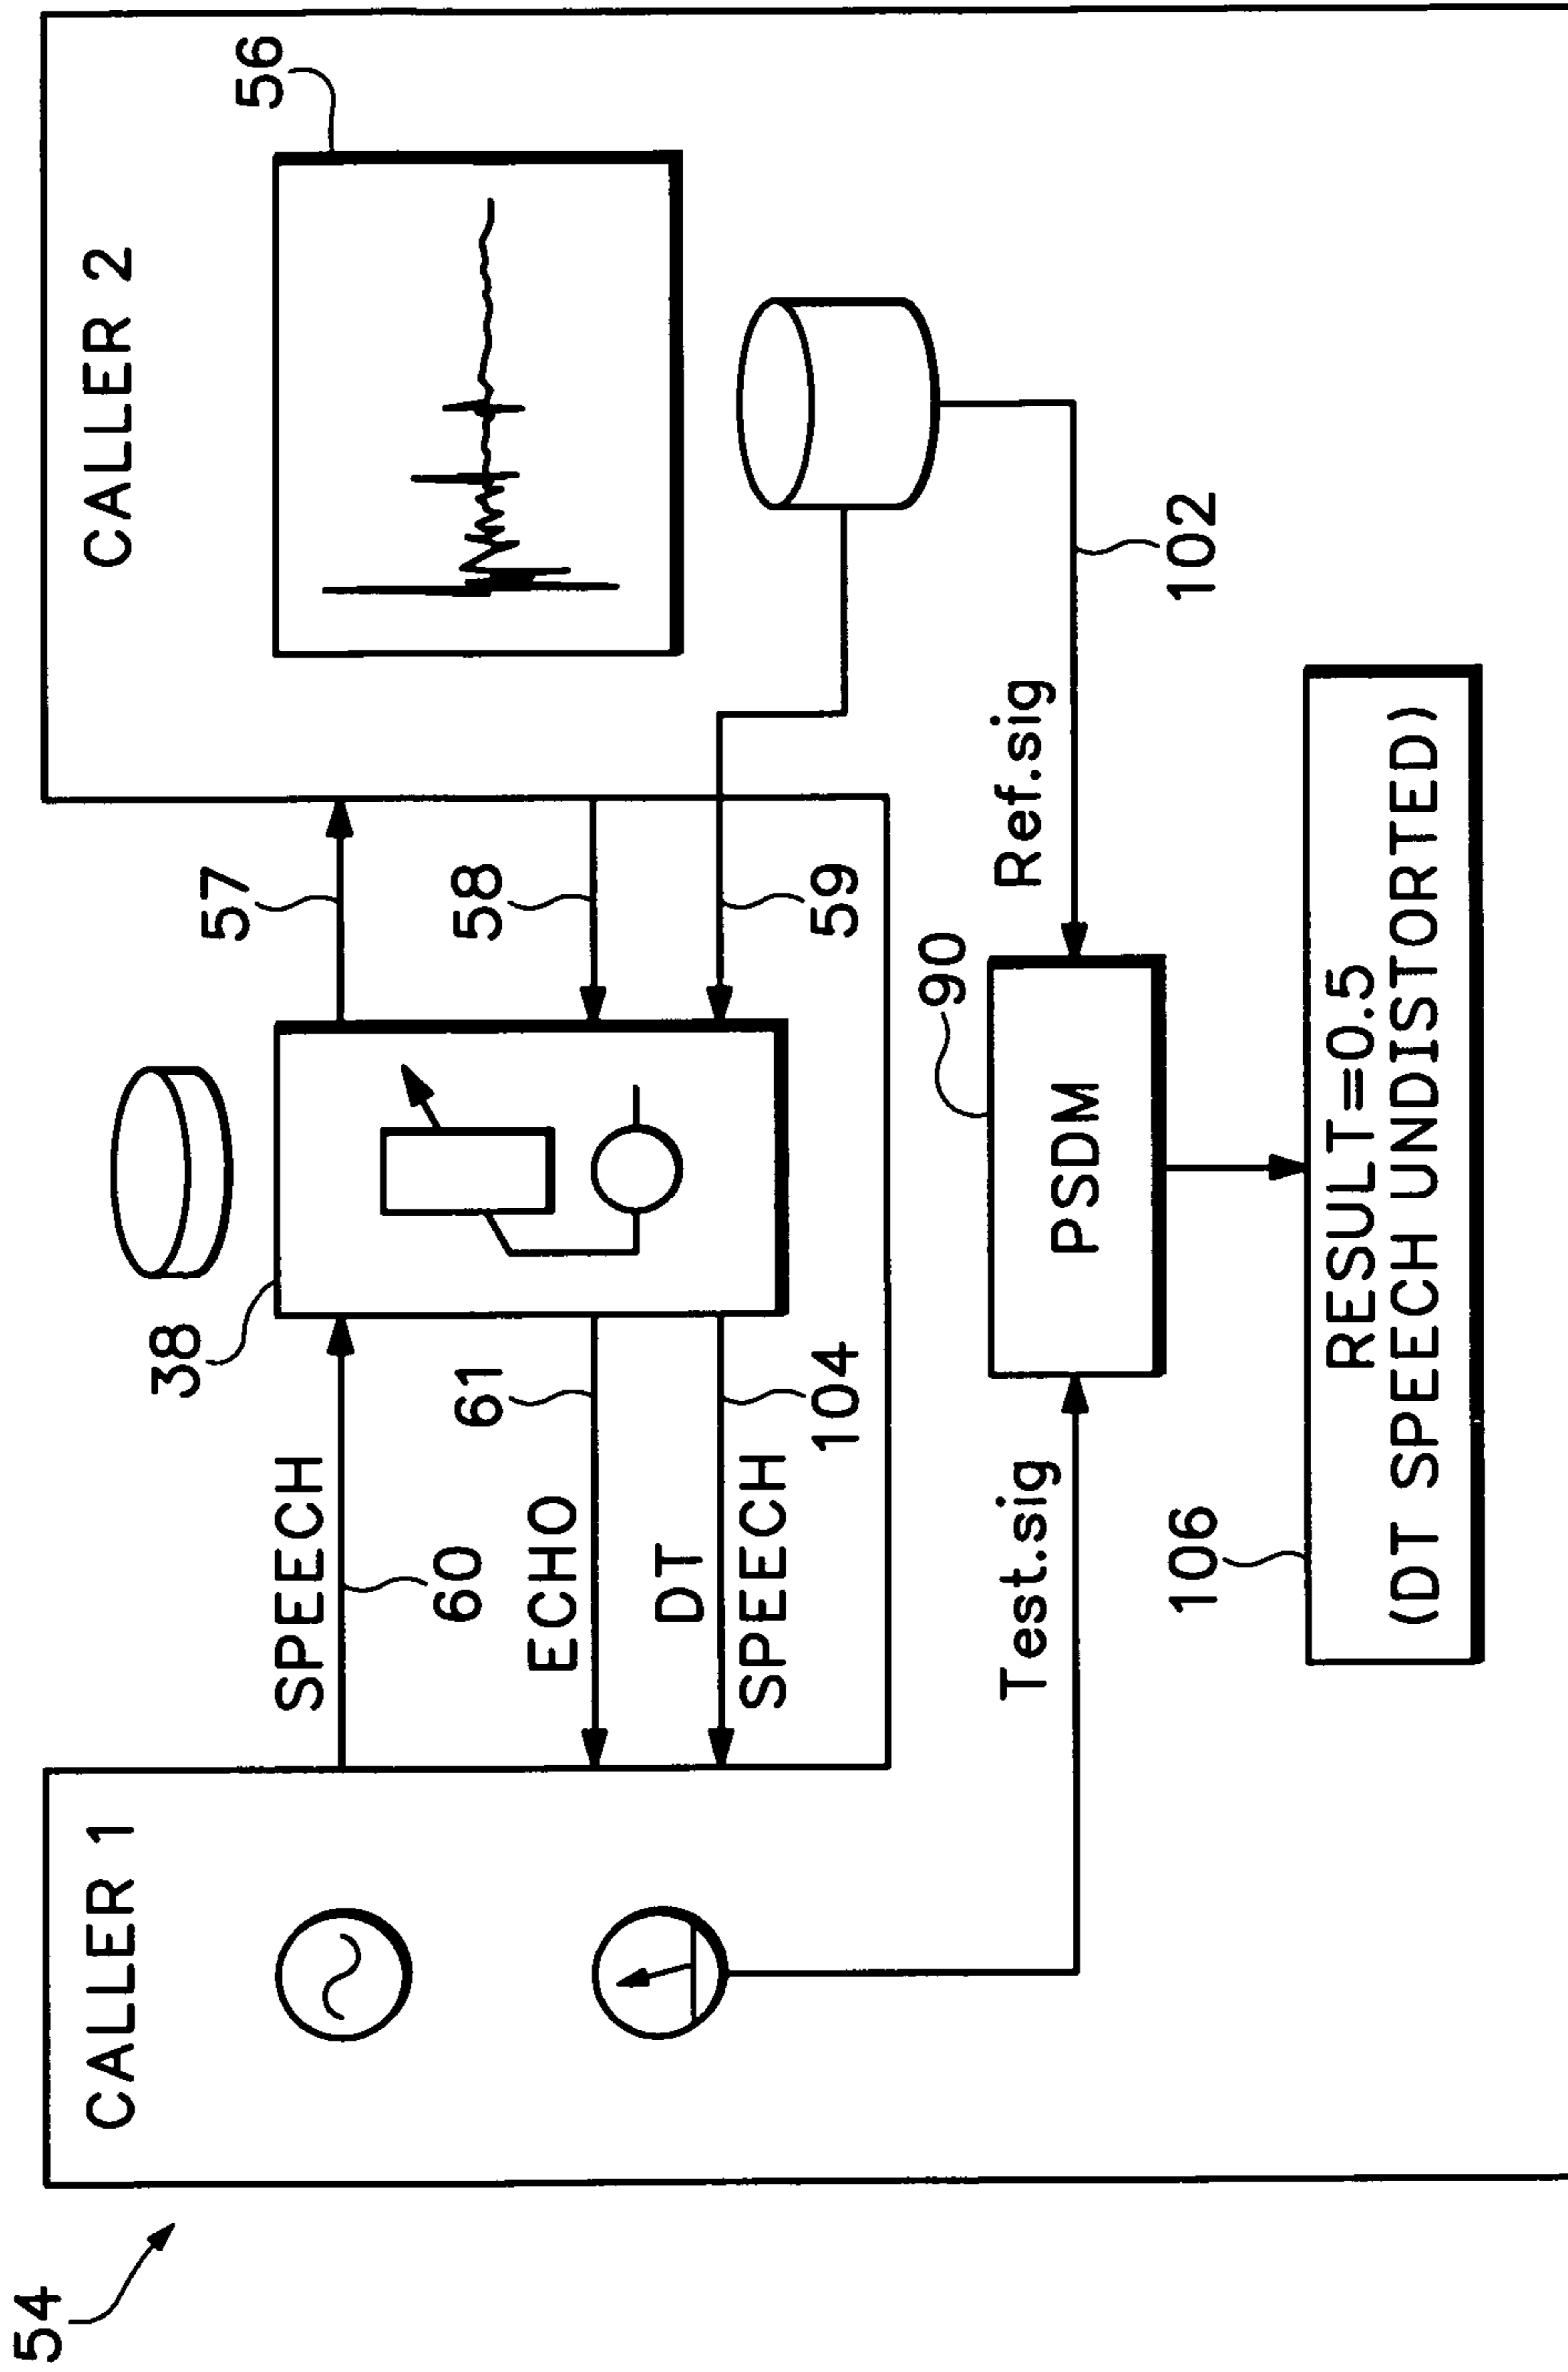 54
CALLER 1
CALLER 2
SPEECH
60
38
57
56
ECHO
61
58
DT
SPEECH
104
59
Test.sig
90
PSDM
Ref.sig
102
106
RESULT=0.5
(DT SPEECH UNDISTORTED)